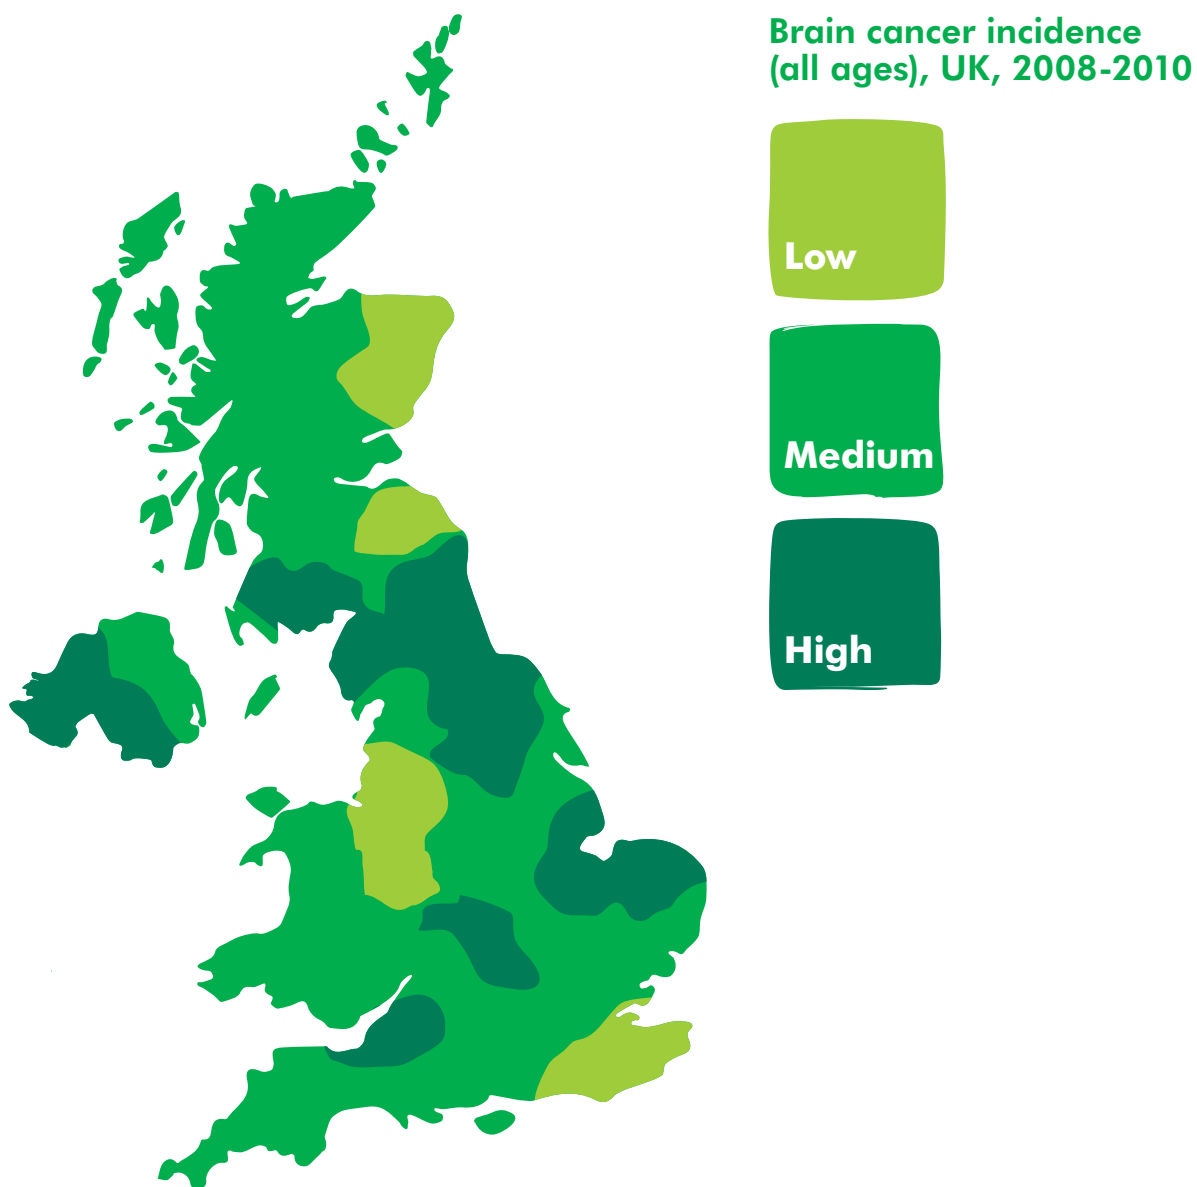 Brain cancer incidence
(all ages), UK, 2008-2010
Low
Medium
High